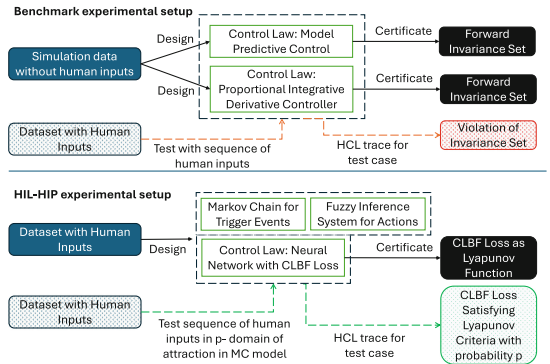 Benchmark experimental setup
Design
Control Law: Model
Predictive Control
Certificate
Forward
Invariance Set
Simulation data
without human inputs
Design
Control Law:
Proportional Integrative
Derivative Controller
Certificate
Forward
Invariance Set
Dataset with Human
Inputs
Test with sequence of
human inputs
HCL trace for
test case
Violation of
Invariance Set
HIL-HIP experimental setup
Markov Chain for
Trigger Events
Fuzzy Inference
System for Actions
Dataset with Human
Inputs
Design
Control Law: Neural
Network with CLBF Loss
Certificate
CLBF Loss as
Lyapunov
Function
Dataset with Human
Inputs
Test sequence of human
inputs in p- domain of
attraction in MC model
HCL trace for
test case
CLBF Loss
Satisfying
Lyapunov
Criteria with
probability p